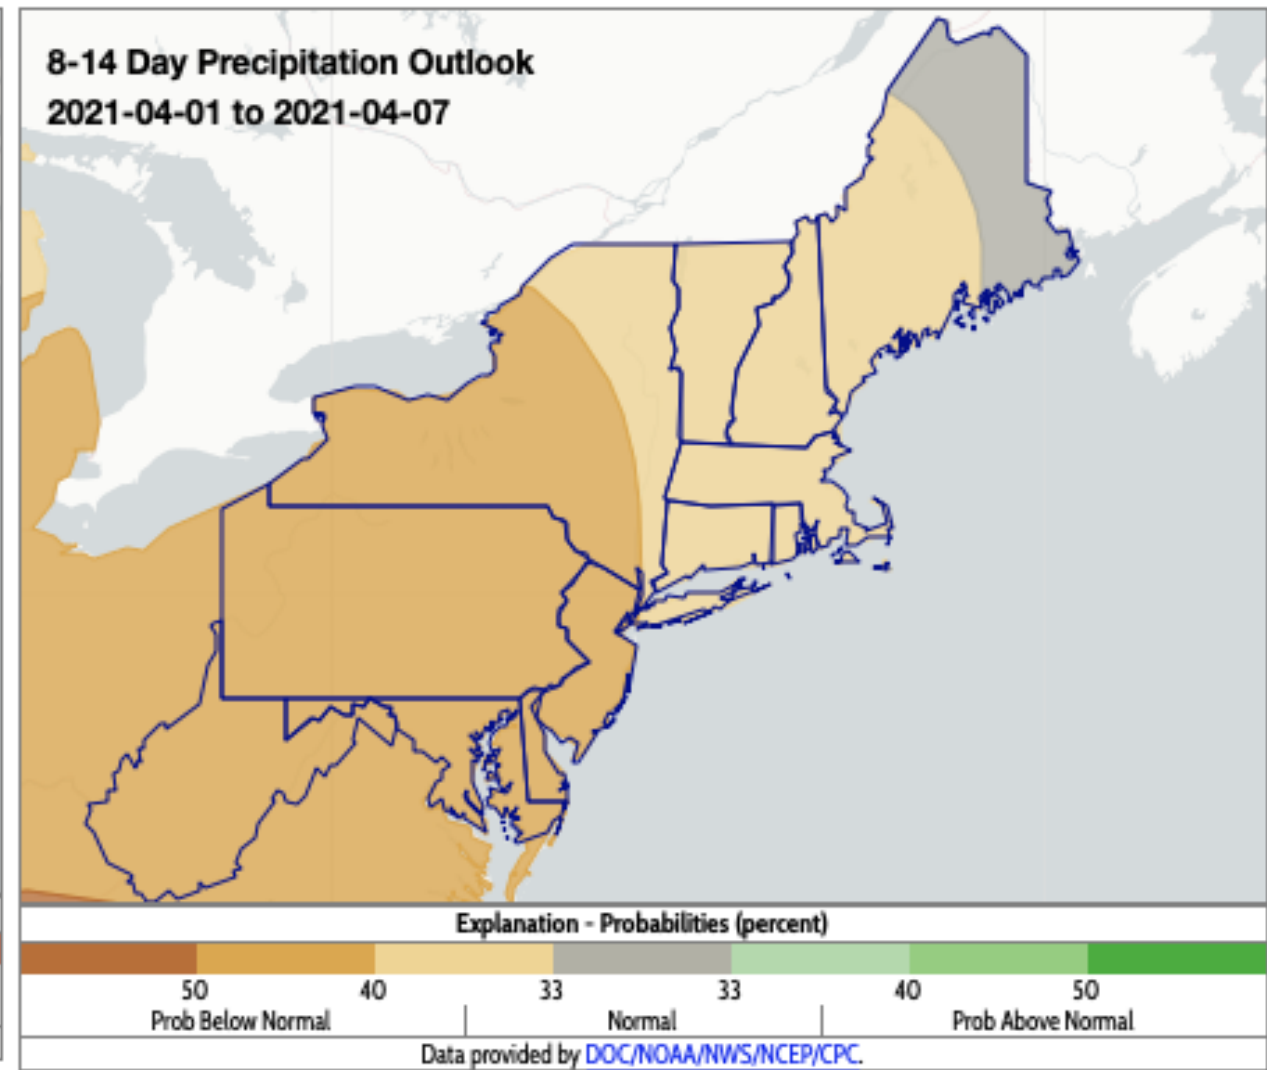 8-14 Day Precipitation Outlook
2021-04-01 to 2021-04-07
Explanation - Probabilities (percent)
50 40 33 33 40 50
Prob Below Normal Normal Prob Above Normal
Data provided by DOC/NOAA/NWS/NCEP/CPC.